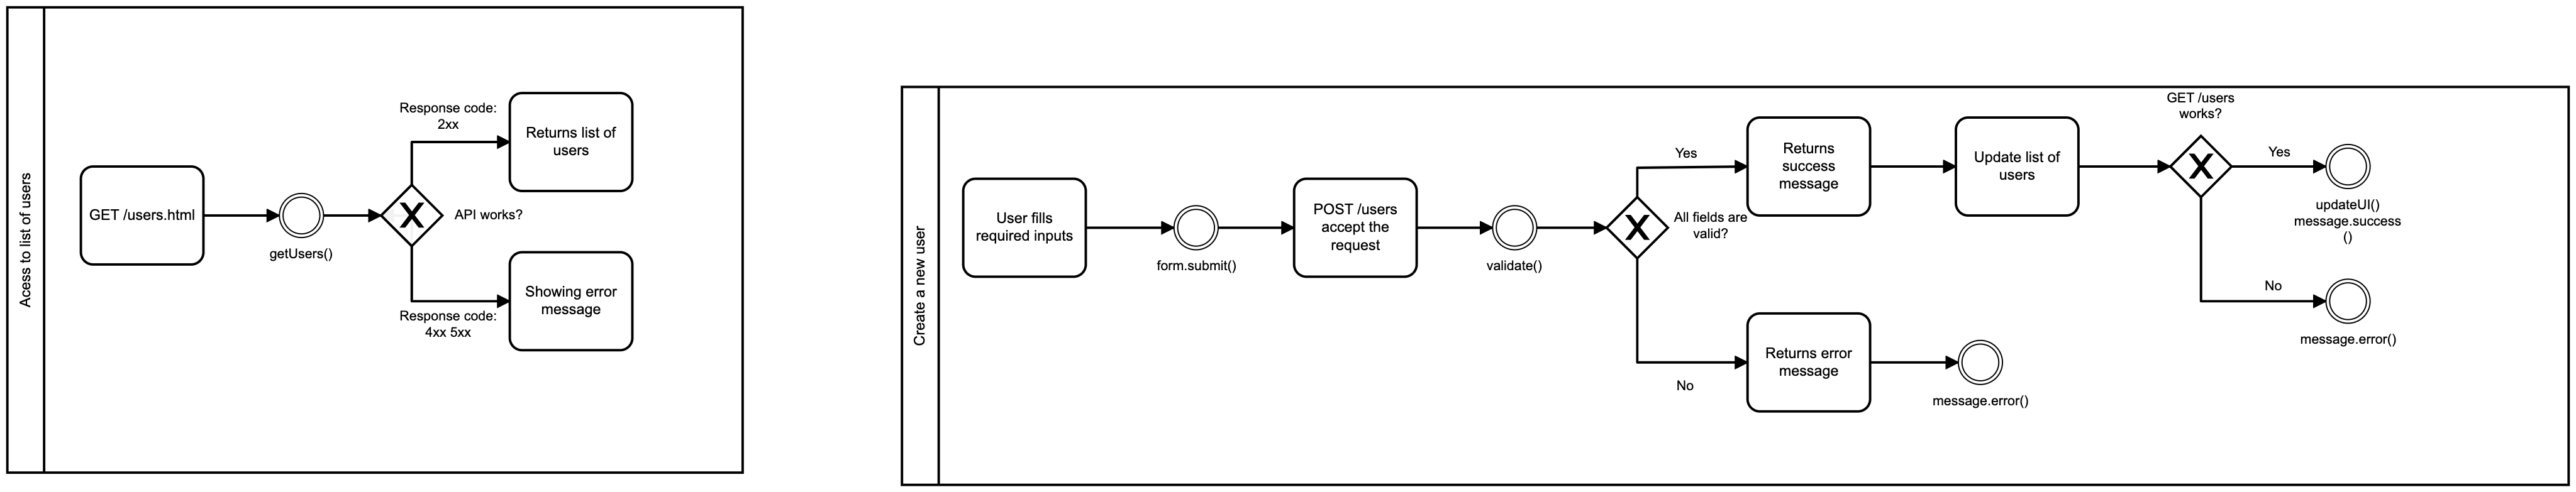 Acess to list of users
GET /users.html
getUsers()
Response code:
2xx
X
API works?
Response code:
4xx 5xx
Returns list of
users
Showing error
message
Create a new user
User fills
required inputs
form.submit()
POST /users
accept the
request
validate()
X
All fields are
valid?
Yes
Returns
success
message
Update list of
users
GET /users
works?
X
Yes
updateUI()
message.success
()
No
message.error()
No
Returns error
message
message.error()